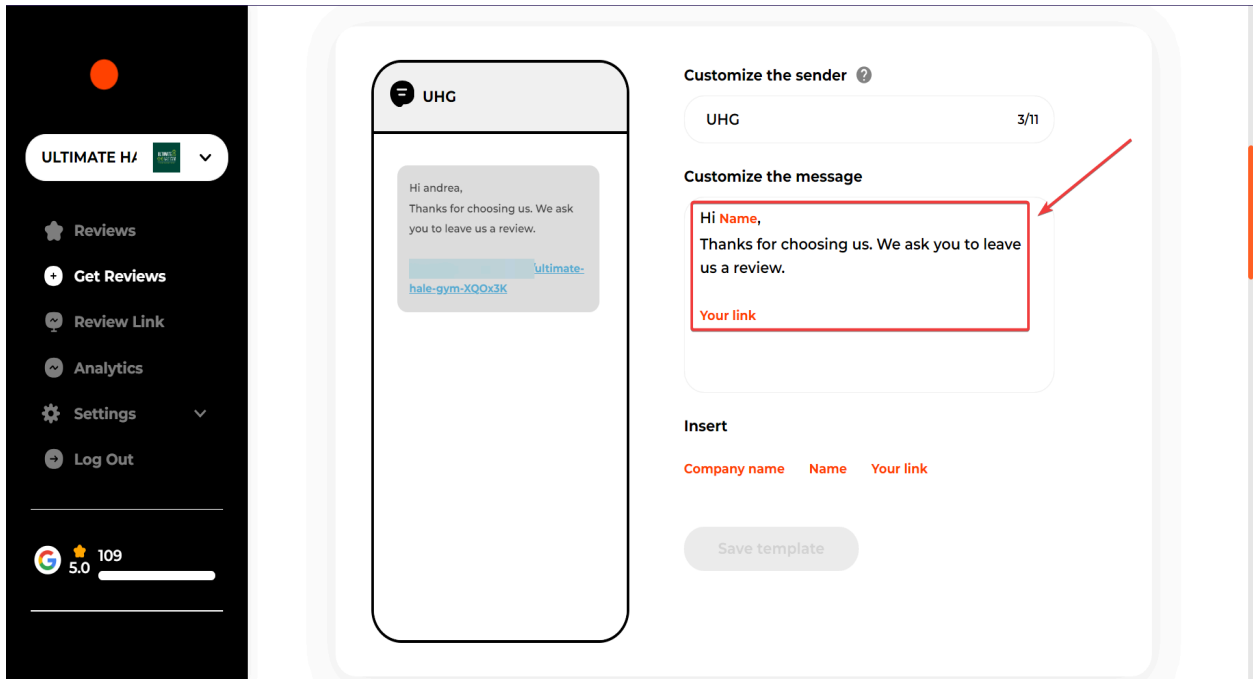 ULTIMATE HA
Reviews
Get Reviews
Review Link
Analytics
Settings
Log Out
5.0
109
UHG
Hi andrea,
Thanks for choosing us. We ask
you to leave us a review.
/ultimate-
hale-gym-XQOx3K
Customize the sender ?
UHG 3/11
Customize the message
Hi Name,
Thanks for choosing us. We ask you to leave
us a review.
Your link
Insert
Company name Name Your link
Save template